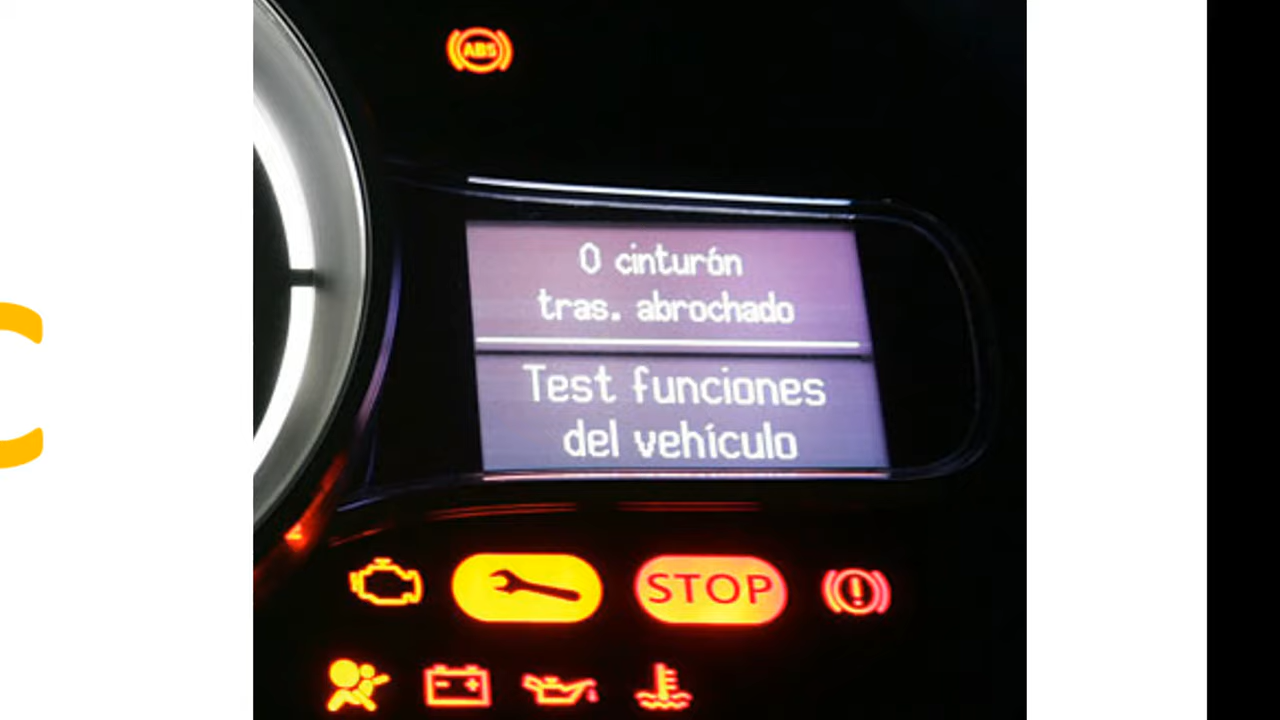 ABS
0 cinturón
tras. abrochado
Test funciones
del vehículo
STOP